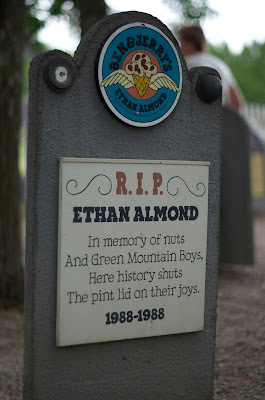 BEN & JERRY'S
ETHAN ALMOND
R.I.P.
ETHAN ALMOND
In memory of nuts
And Green Mountain Boys,
Here history shuts
The pint lid on their joys.
1988-1988